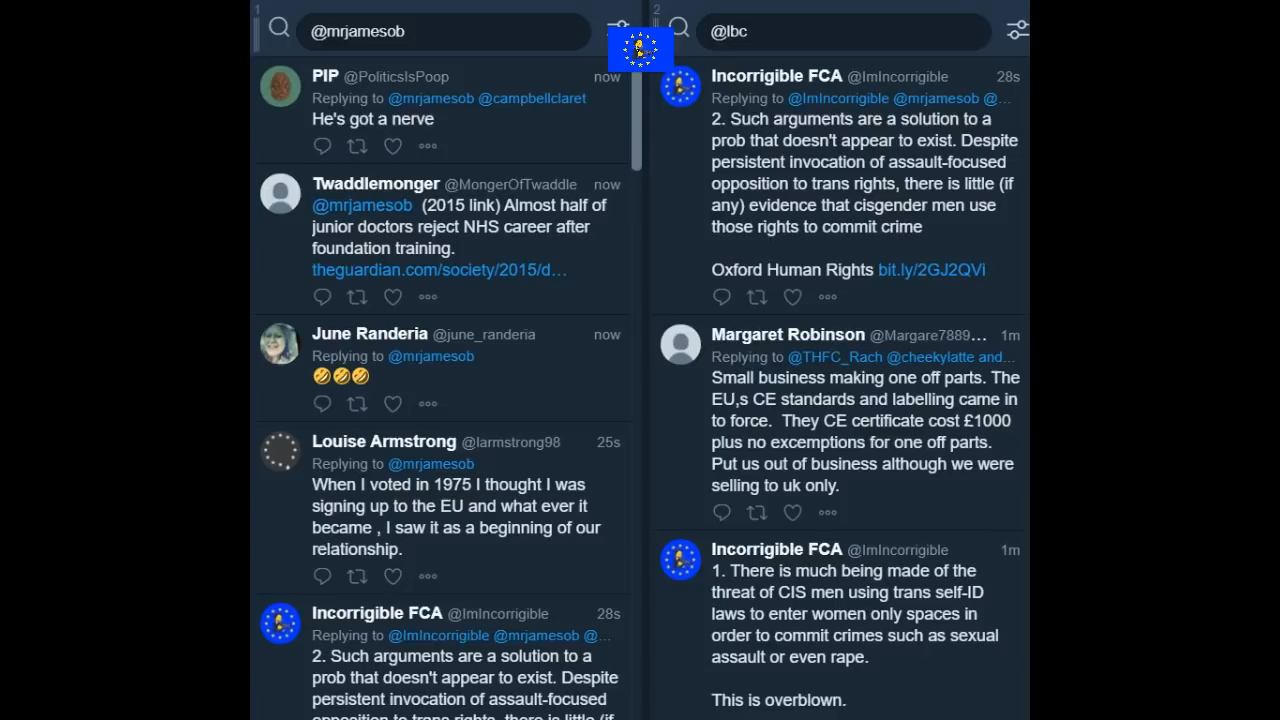 1
@mrjamesob
PIP @PoliticsIsPoop now
Replying to @mrjamesob @campbellclaret
He's got a nerve
Twaddlemonger @MongerOfTwaddle now
@mrjamesob (2015 link) Almost half of
junior doctors reject NHS career after
foundation training.
theguardian.com/society/2015/d…
June Randeria @june_randeria now
Replying to @mrjamesob
Louise Armstrong @larmstrong98 25s
Replying to @mrjamesob
When I voted in 1975 I thought I was
signing up to the EU and what ever it
became , I saw it as a beginning of our
relationship.
Incorrigible FCA @ImIncorrigible 28s
Replying to @ImIncorrigible @mrjamesob @…
2. Such arguments are a solution to a
prob that doesn't appear to exist. Despite
persistent invocation of assault-focused
opposition to trans rights, there is little (if
2
@lbc
Incorrigible FCA @ImIncorrigible 28s
Replying to @ImIncorrigible @mrjamesob @…
2. Such arguments are a solution to a
prob that doesn't appear to exist. Despite
persistent invocation of assault-focused
opposition to trans rights, there is little (if
any) evidence that cisgender men use
those rights to commit crime
Oxford Human Rights bit.ly/2GJ2QVi
Margaret Robinson @Margare7889… 1m
Replying to @THFC_Rach @cheekylatte and…
Small business making one off parts. The
EU,s CE standards and labelling came in
to force. They CE certificate cost £1000
plus no excemptions for one off parts.
Put us out of business although we were
selling to uk only.
Incorrigible FCA @ImIncorrigible 1m
1. There is much being made of the
threat of CIS men using trans self-ID
laws to enter women only spaces in
order to commit crimes such as sexual
assault or even rape.
This is overblown.